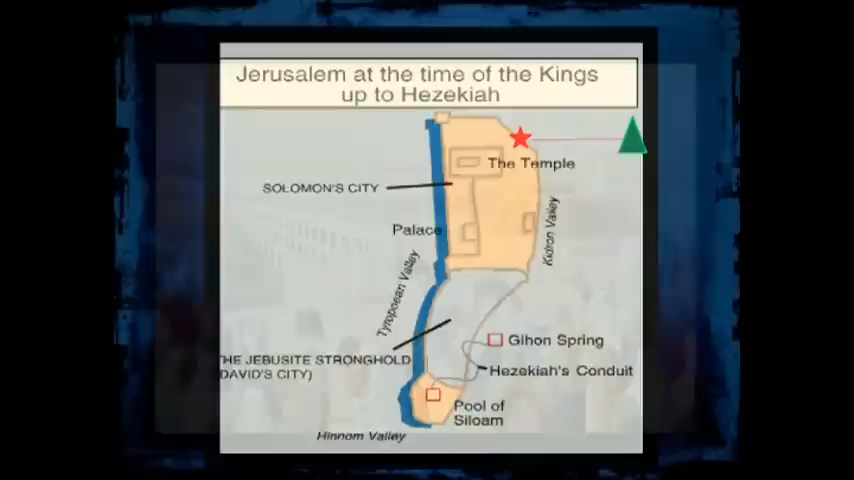 Jerusalem at the time of the Kings
up to Hezekiah
The Temple
SOLOMON'S CITY
Palace
Kidron Valley
Tyropoean Valley
Gihon Spring
HE JEBUSITE STRONGHOLD
DAVID'S CITY)
Hezekiah's Conduit
Pool of
Siloam
Hinnom Valley